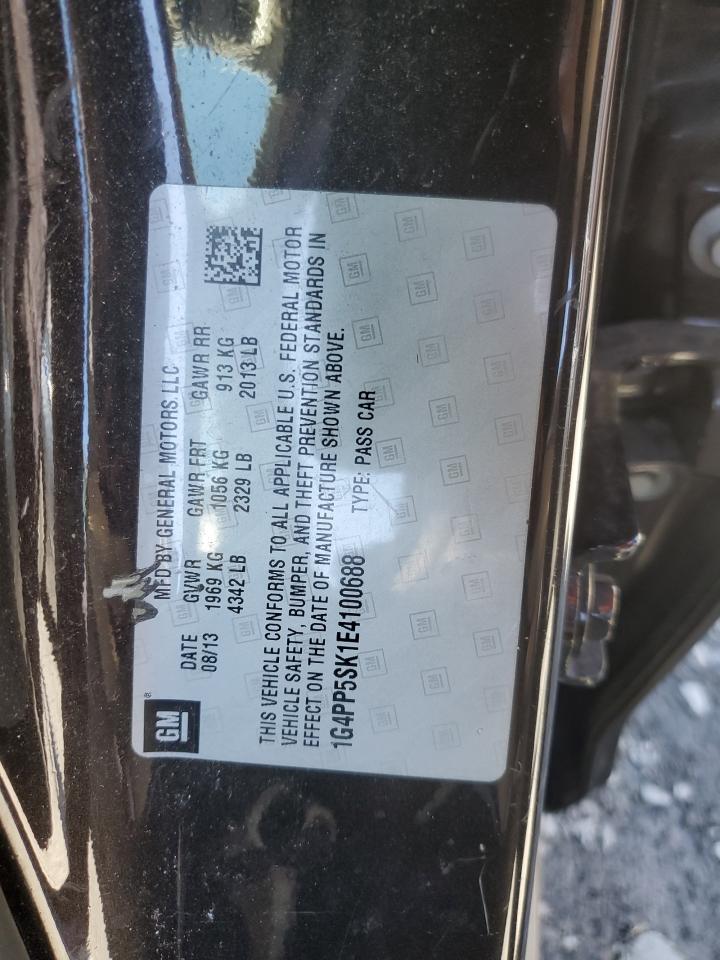 GM®
MFD BY GENERAL MOTORS LLC
DATE GVWR GAWR FRT GAWR RR
08/13 1969 KG 1056 KG 913 KG
4342 LB 2329 LB 2013 LB
THIS VEHICLE CONFORMS TO ALL APPLICABLE U.S. FEDERAL MOTOR
VEHICLE SAFETY, BUMPER, AND THEFT PREVENTION STANDARDS IN
EFFECT ON THE DATE OF MANUFACTURE SHOWN ABOVE.
1G4PP5SK1E4100688 TYPE: PASS CAR